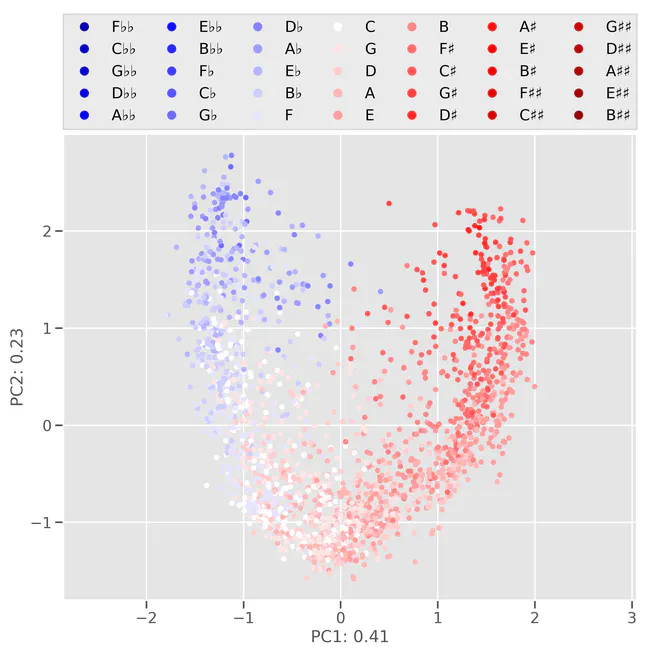 F♭♭ E♭♭ D♭ C B A♯ G♯♯
C♭♭ B♭♭ A♭ G F♯ E♯ D♯♯
G♭♭ F♭ E♭ D C♯ B♯ A♯♯
D♭♭ C♭ B♭ A G♯ F♯♯ E♯♯
A♭♭ G♭ F E D♯ C♯♯ B♯♯
2
1
0
−1
PC2: 0.23
−2 −1 0 1 2 3
PC1: 0.41